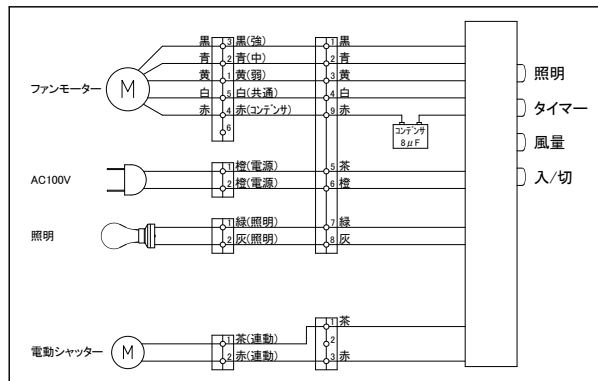 黒 3 黒(強) 1 黒
青 2 青(中) 2 青
黄 1 黄(弱) 3 黄
白 5 白(共通) 4 白
赤 4 赤(コンデンサ) 9 赤
6
ファンモーター M
コンデンサ
8μF
照明
タイマー
風量
入/切
AC100V
1 橙(電源) 5 茶
2 橙(電源) 6 橙
照明
1 緑(照明) 7 緑
2 灰(照明) 8 灰
電動シャッター M
1 茶(連動) 1 茶
2
2 赤(連動) 3 赤